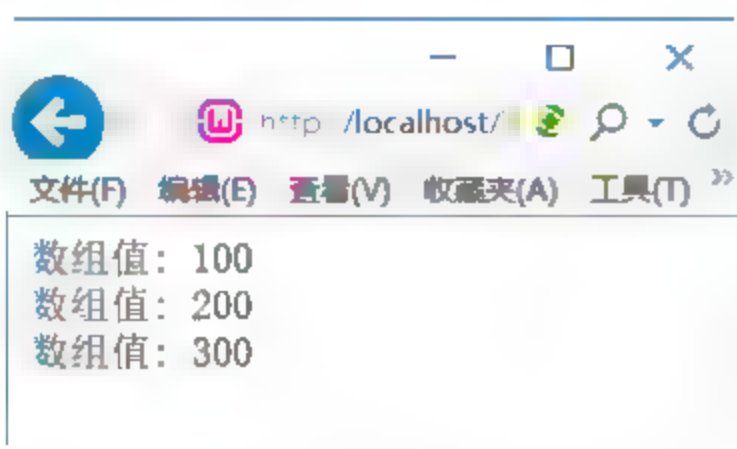 http /localhost/
文件(F) 编辑(E) 查看(V) 收藏夹(A) 工具(T) »
数组值: 100
数组值: 200
数组值: 300